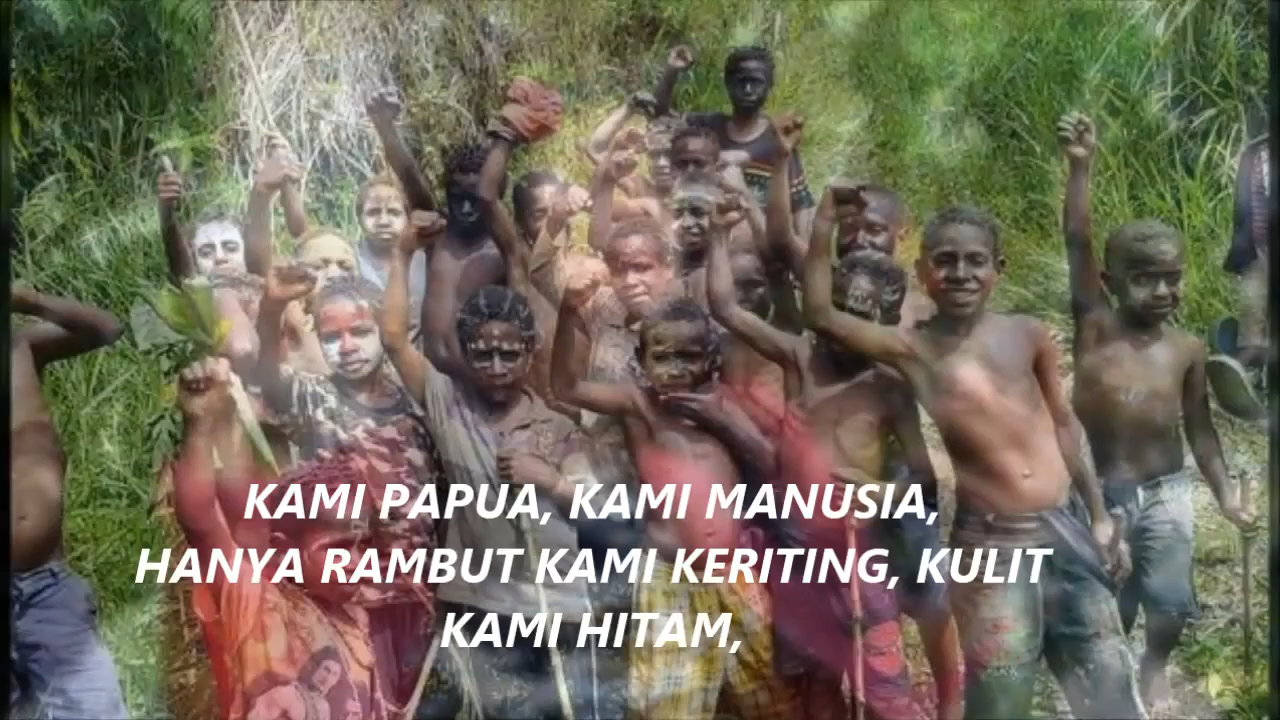 KAMI PAPUA, KAMI MANUSIA,
HANYA RAMBUT KAMI KERITING, KULIT
KAMI HITAM,